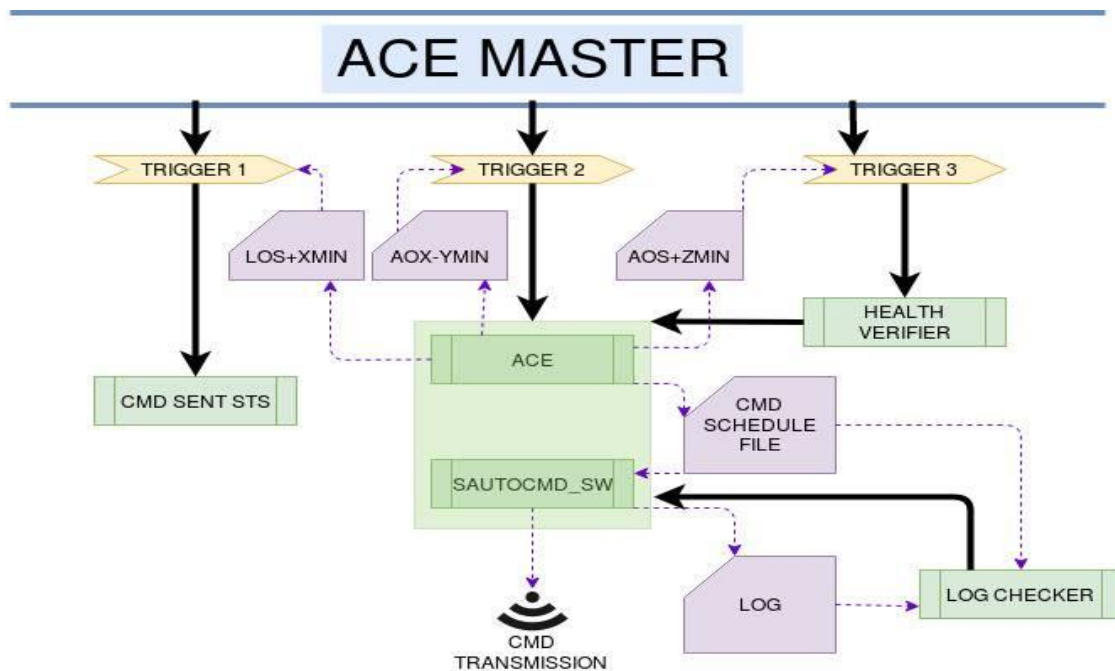 ACE MASTER
TRIGGER 1
TRIGGER 2
TRIGGER 3
LOS+XMIN
AOX-YMIN
AOS+ZMIN
HEALTH
VERIFIER
ACE
CMD SENT STS
CMD
SCHEDULE
FILE
SAUTOCMD_SW
LOG
LOG CHECKER
CMD
TRANSMISSION